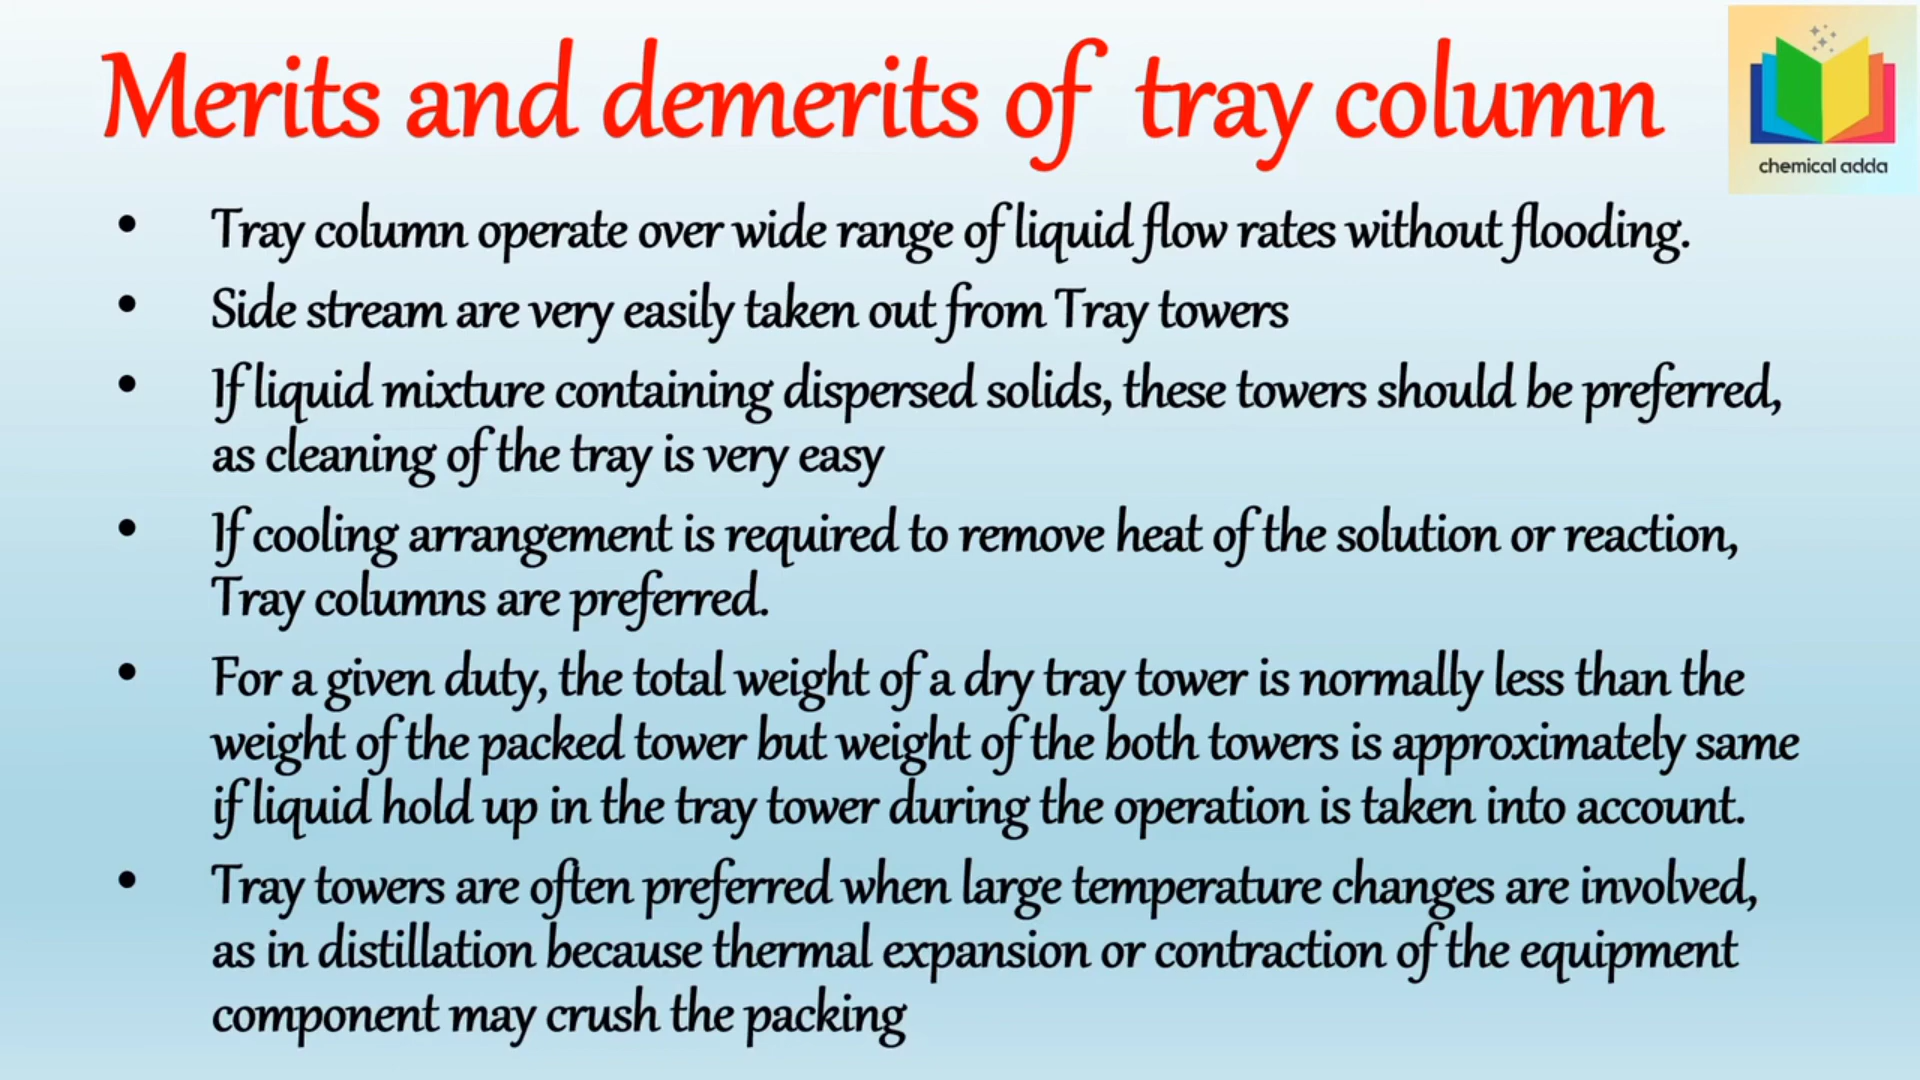 Merits and demerits of tray column
chemical adda
• Tray column operate over wide range of liquid flow rates without flooding.
• Side stream are very easily taken out from Tray towers
• If liquid mixture containing dispersed solids, these towers should be preferred,
as cleaning of the tray is very easy
• If cooling arrangement is required to remove heat of the solution or reaction,
Tray columns are preferred.
• For a given duty, the total weight of a dry tray tower is normally less than the
weight of the packed tower but weight of the both towers is approximately same
if liquid hold up in the tray tower during the operation is taken into account.
• Tray towers are often preferred when large temperature changes are involved,
as in distillation because thermal expansion or contraction of the equipment
component may crush the packing